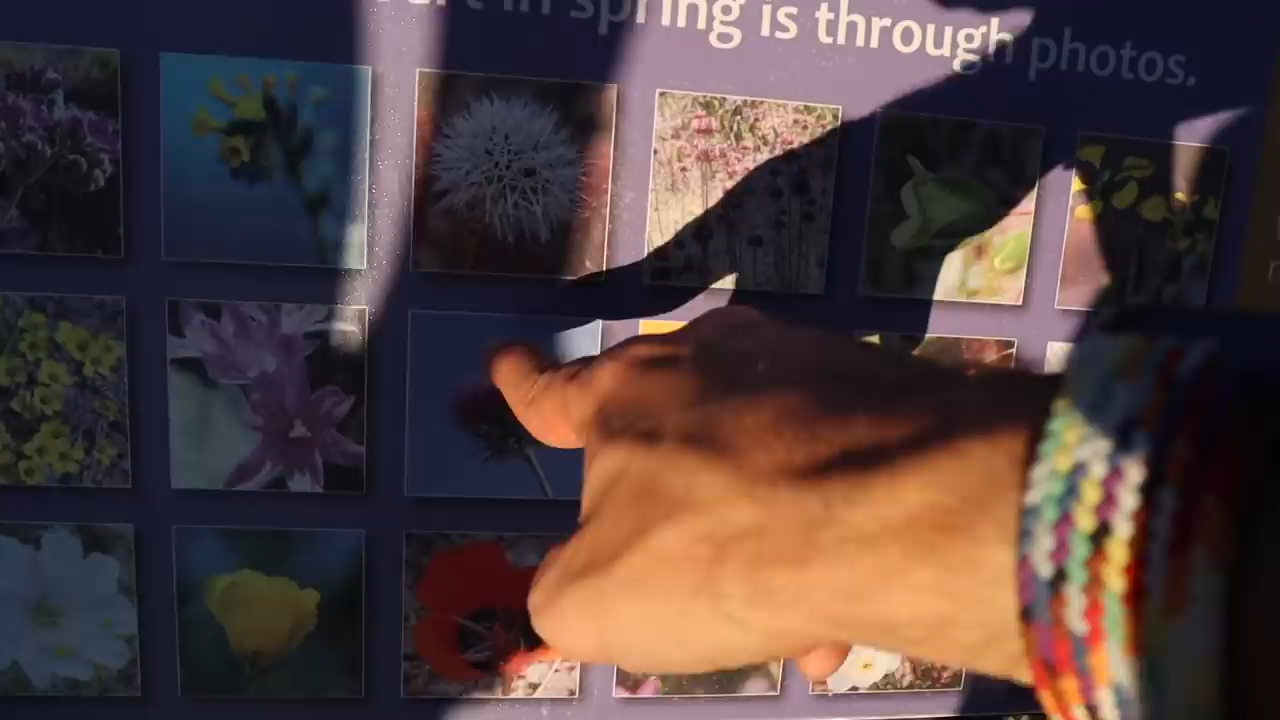 in spring is through photos.